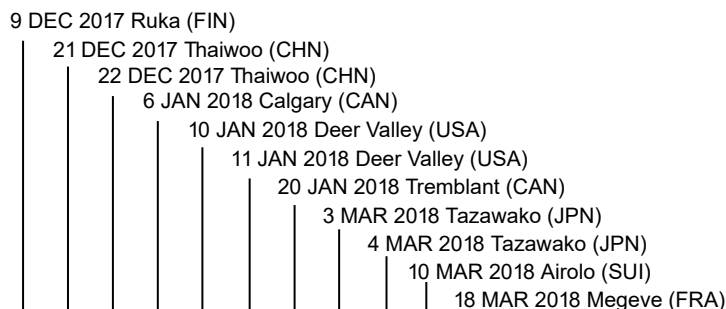 9 DEC 2017 Ruka (FIN)
21 DEC 2017 Thaiwoo (CHN)
22 DEC 2017 Thaiwoo (CHN)
6 JAN 2018 Calgary (CAN)
10 JAN 2018 Deer Valley (USA)
11 JAN 2018 Deer Valley (USA)
20 JAN 2018 Tremblant (CAN)
3 MAR 2018 Tazawako (JPN)
4 MAR 2018 Tazawako (JPN)
10 MAR 2018 Airolo (SUI)
18 MAR 2018 Megeve (FRA)